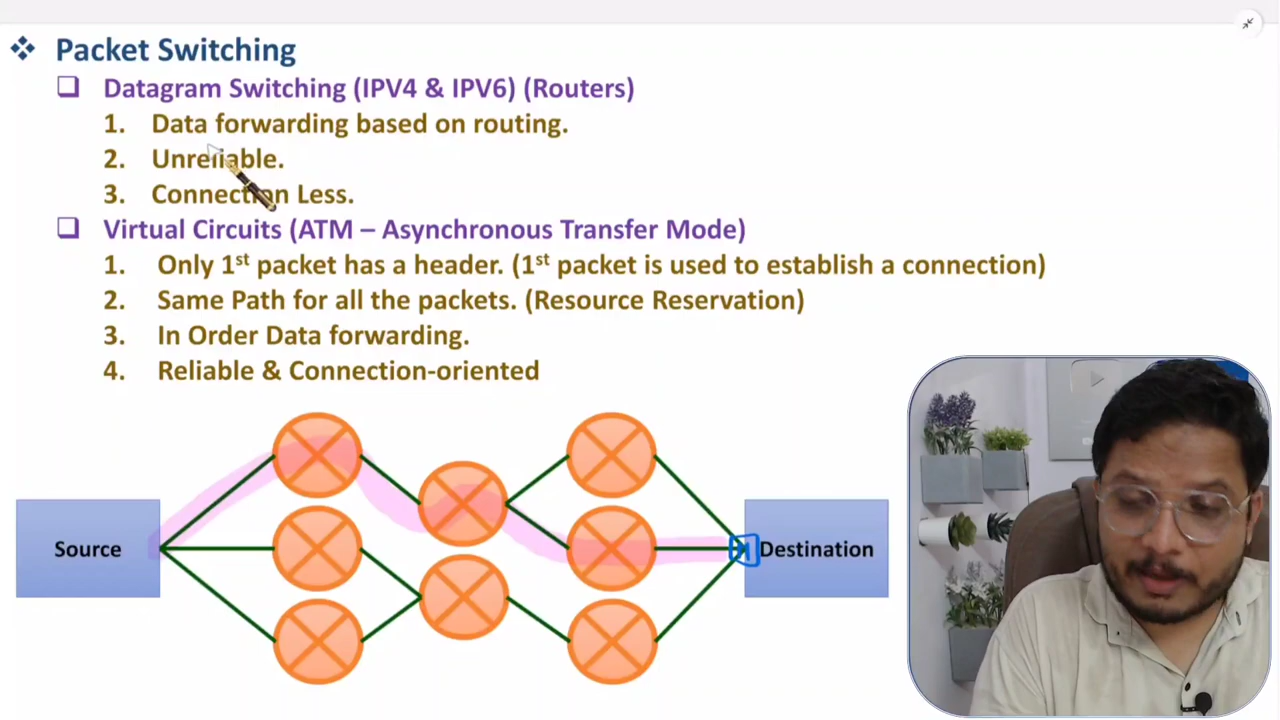 Packet Switching
Datagram Switching (IPV4 & IPV6) (Routers)
1. Data forwarding based on routing.
2. Unreliable.
3. Connection Less.
Virtual Circuits (ATM – Asynchronous Transfer Mode)
1. Only 1st packet has a header. (1st packet is used to establish a connection)
2. Same Path for all the packets. (Resource Reservation)
3. In Order Data forwarding.
4. Reliable & Connection-oriented
Source
1
Destination